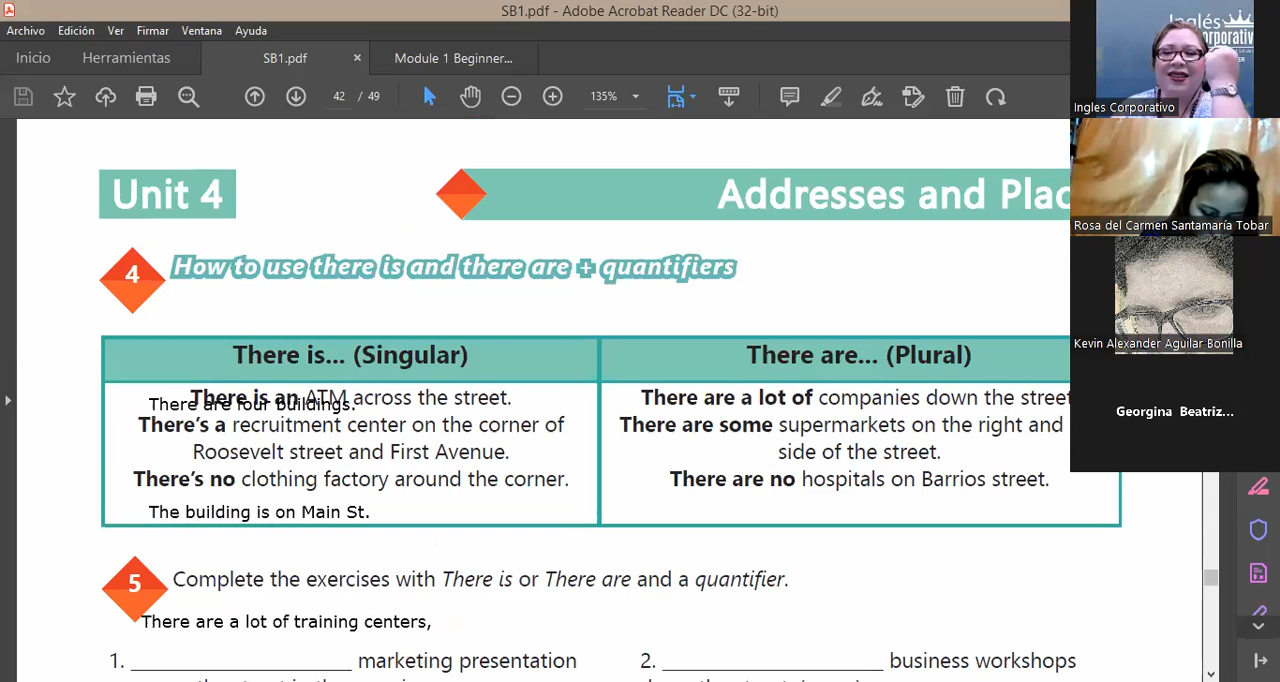 SB1.pdf - Adobe Acrobat Reader DC (32-bit)
Archivo Edición Ver Firmar Ventana Ayuda
Inicio Herramientas SB1.pdf × Module 1 Beginner...
42 / 49 135%
Unit 4
Addresses and Plac
4 How to use there is and there are + quantifiers
There is... (Singular)
There are... (Plural)
There is an ATM across the street.
There are four buildings.
There's a recruitment center on the corner of
Roosevelt street and First Avenue.
There's no clothing factory around the corner.
The building is on Main St.
There are a lot of companies down the street
There are some supermarkets on the right and
side of the street.
There are no hospitals on Barrios street.
5 Complete the exercises with There is or There are and a quantifier.
There are a lot of training centers,
1. ____________________ marketing presentation
2. ____________________ business workshops
Inglés
Corporativo
Ingles Corporativo
Rosa del Carmen Santamaría Tobar
Kevin Alexander Aguilar Bonilla
Georgina Beatriz...